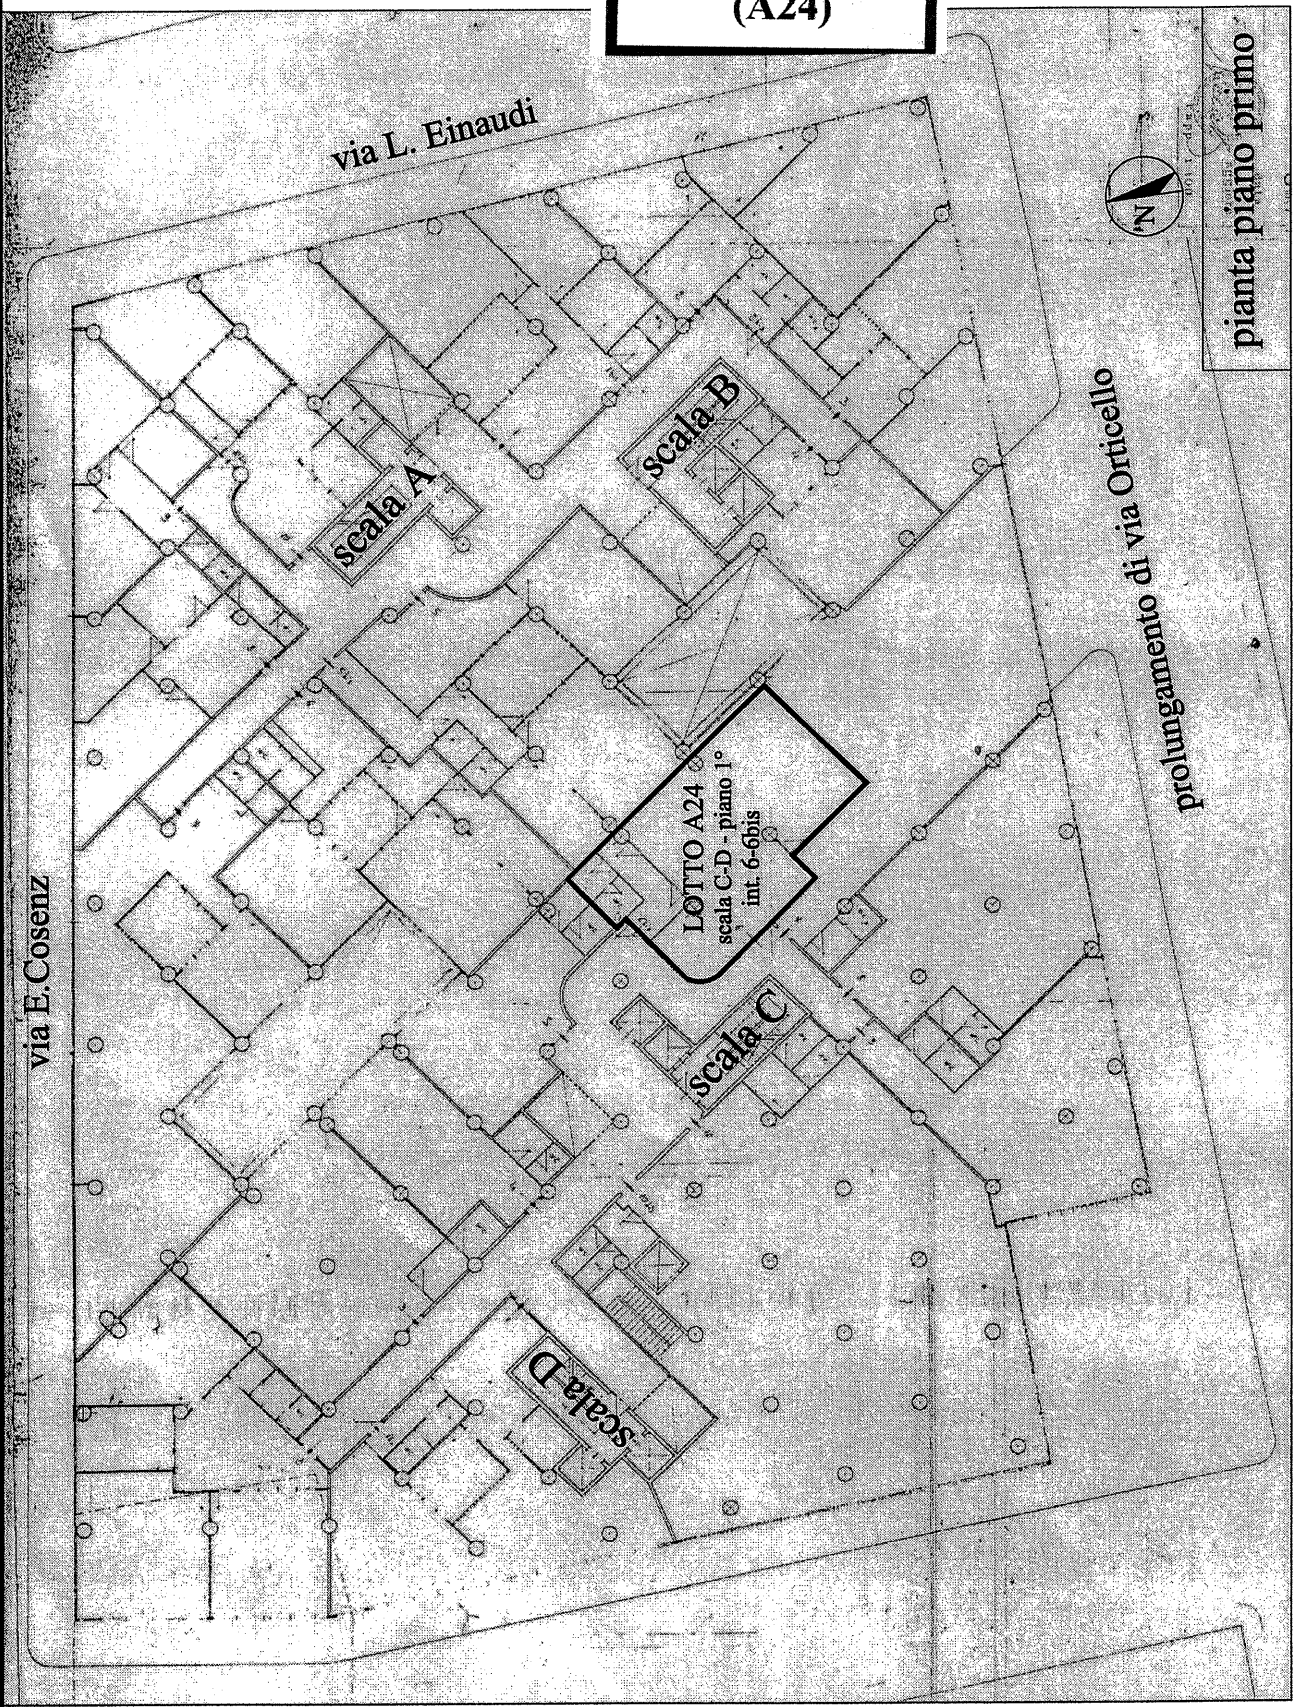 (A24)
via L. Einaudi
pianta piano primo
N
scala B
scala A
prolungamento di via Orticello
LOTTO A24
scala C-D - piano 1°
int. 6-6bis
via E.Cosenz
scala C
scala D